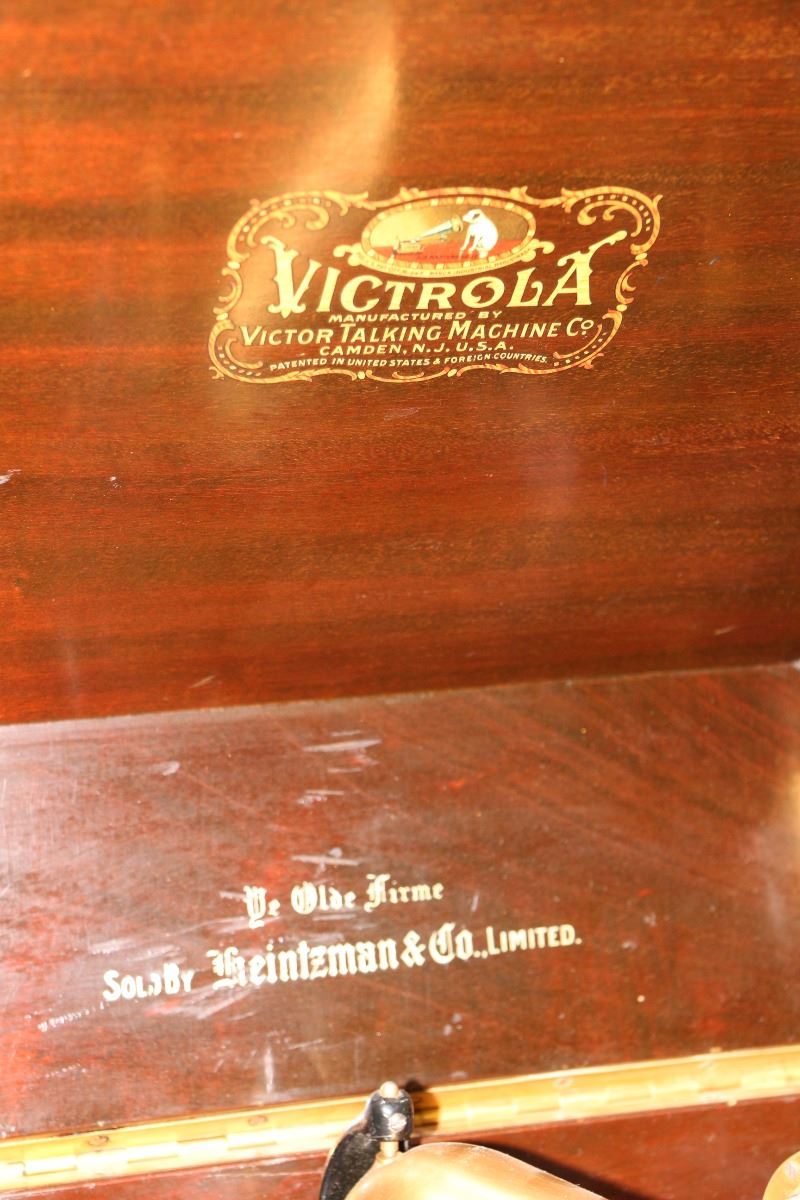 VICTROLA
MANUFACTURED BY
VICTOR TALKING MACHINE CO.
CAMDEN, N.J. U.S.A.
PATENTED IN UNITED STATES & FOREIGN COUNTRIES.
Ye Olde Firme
SOLD BY Heintzman & Co., LIMITED.